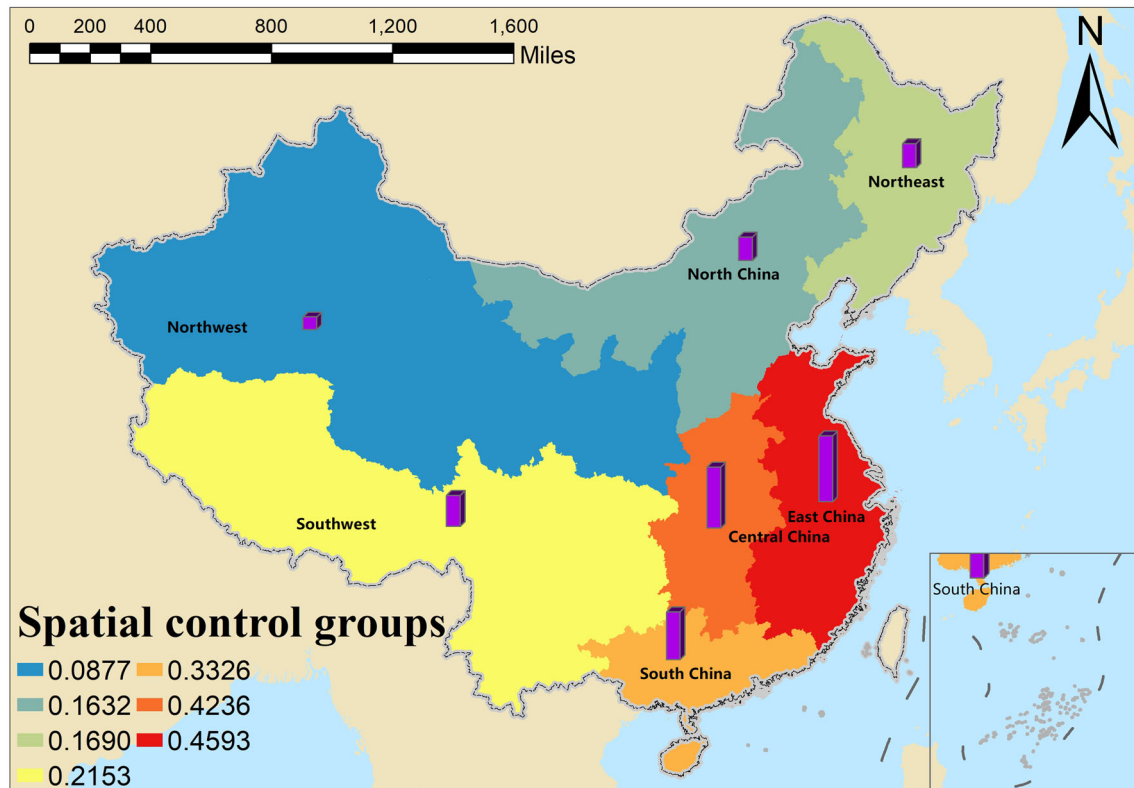 0 200 400 800 1,200 1,600
Miles
N
Northeast
North China
Northwest
East China
Southwest
Central China
South China
South China
Spatial control groups
0.0877 0.3326
0.1632 0.4236
0.1690 0.4593
0.2153